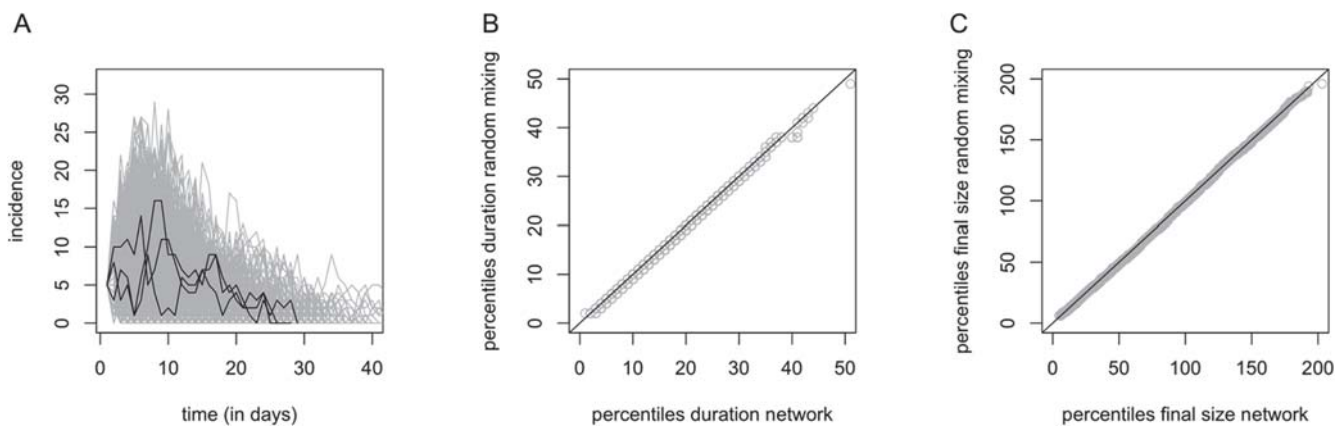 A
incidence
30
25
20
15
10
5
0
0 10 20 30 40
time (in days)
B
percentiles duration random mixing
50
40
30
20
10
0
0 10 20 30 40 50
percentiles duration network
C
percentiles final size random mixing
200
150
100
50
0
0 50 100 150 200
percentiles final size network